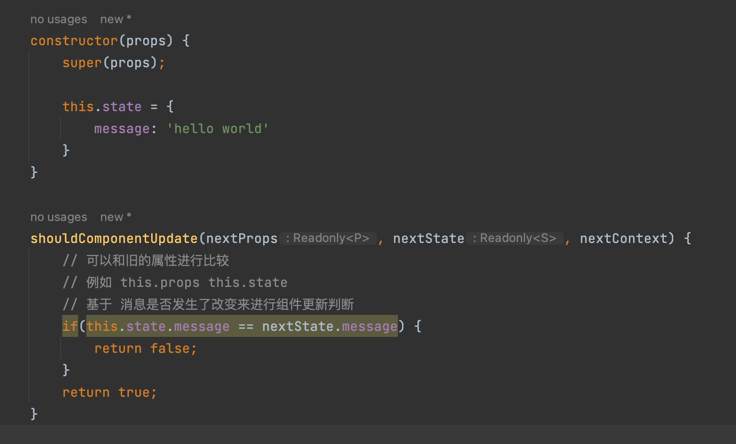 no usages new *
constructor(props) {
super(props);
this.state = {
message: 'hello world'
}
}
no usages new *
shouldComponentUpdate(nextProps : Readonly<P> , nextState : Readonly<S> , nextContext) {
// 可以和旧的属性进行比较
// 例如 this.props this.state
// 基于 消息是否发生了改变来进行组件更新判断
if(this.state.message == nextState.message) {
return false;
}
return true;
}